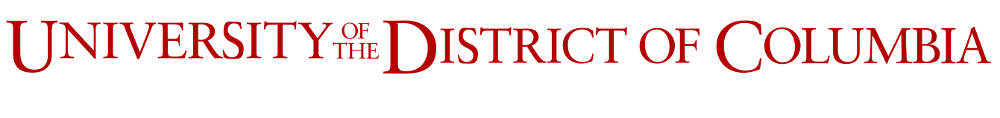 UNIVERSITY OF THE DISTRICT OF COLUMBIA